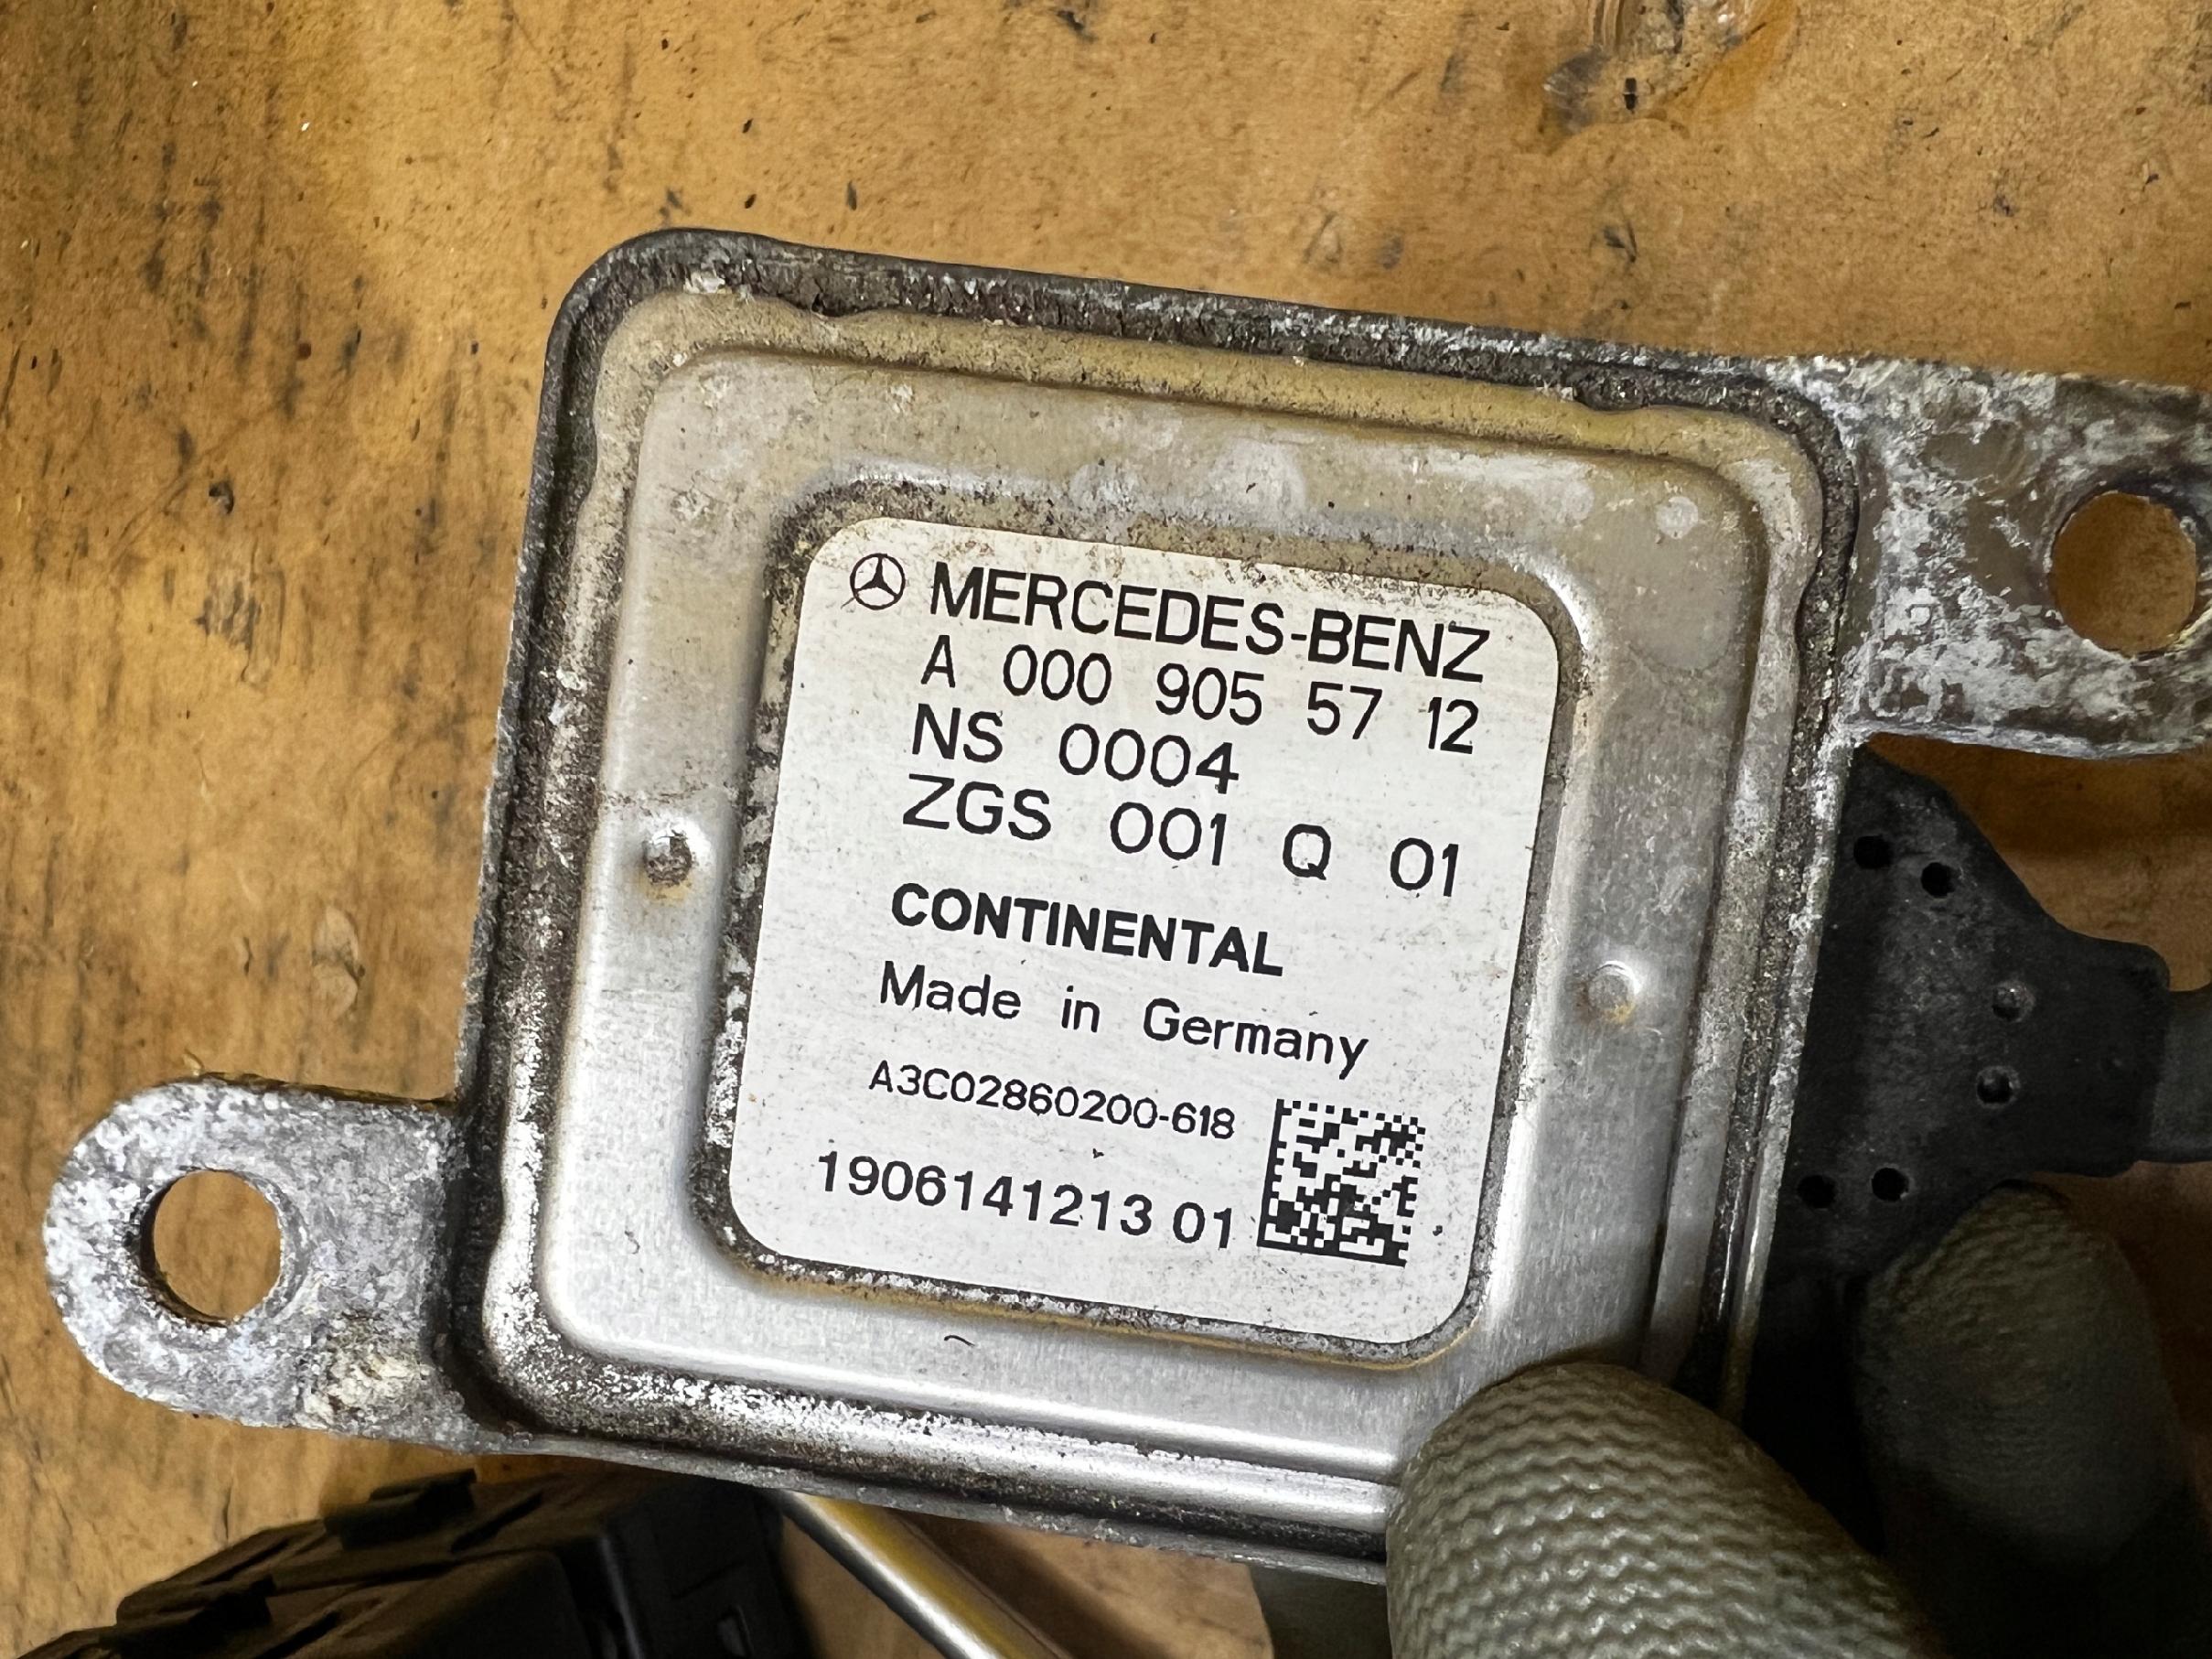 MERCEDES-BENZ
A 000 905 57 12
NS 0004
ZGS 001 Q 01
CONTINENTAL
Made in Germany
A3C02860200-618
1906141213 01